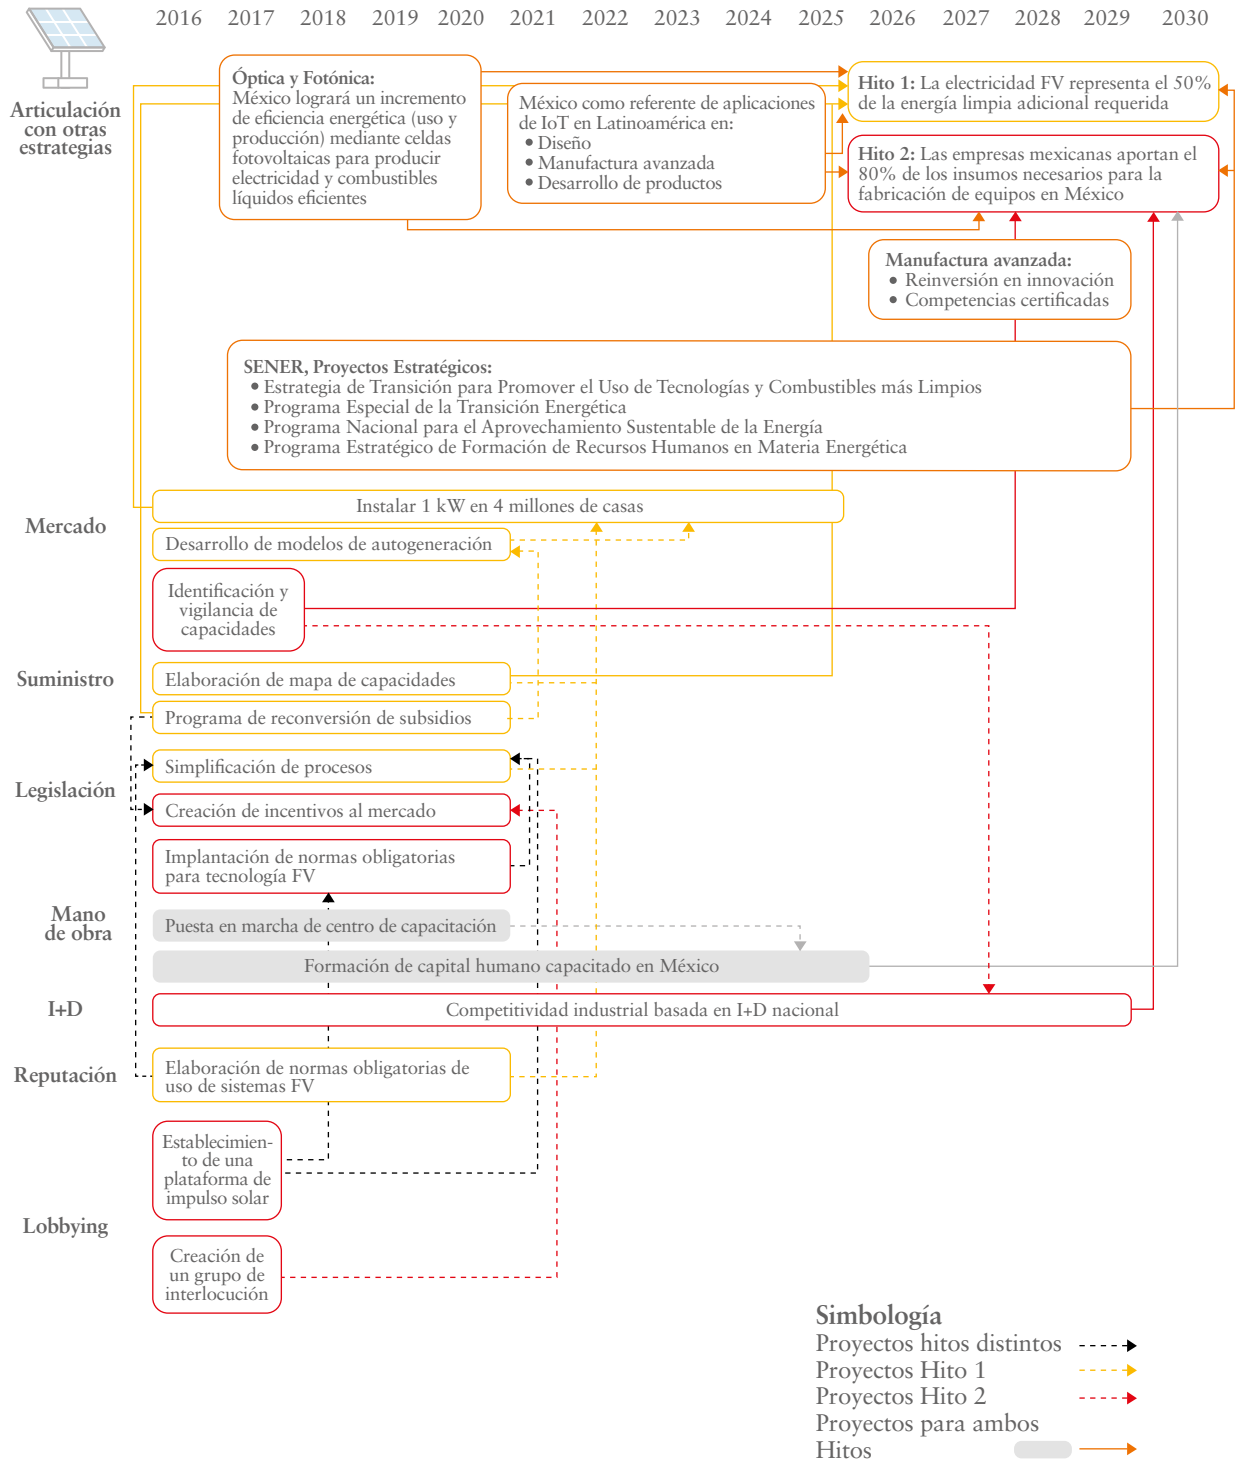 2016 2017 2018 2019 2020 2021 2022 2023 2024 2025 2026 2027 2028 2029 2030
Articulación
con otras
estrategias
Óptica y Fotónica:
México logrará un incremento
de eficiencia energética (uso y
producción) mediante celdas
fotovoltaicas para producir
electricidad y combustibles
líquidos eficientes
México como referente de aplicaciones
de IoT en Latinoamérica en:
• Diseño
• Manufactura avanzada
• Desarrollo de productos
Hito 1: La electricidad FV representa el 50%
de la energía limpia adicional requerida
Hito 2: Las empresas mexicanas aportan el
80% de los insumos necesarios para la
fabricación de equipos en México
Manufactura avanzada:
• Reinversión en innovación
• Competencias certificadas
SENER, Proyectos Estratégicos:
• Estrategia de Transición para Promover el Uso de Tecnologías y Combustibles más Limpios
• Programa Especial de la Transición Energética
• Programa Nacional para el Aprovechamiento Sustentable de la Energía
• Programa Estratégico de Formación de Recursos Humanos en Materia Energética
Mercado
Instalar 1 kW en 4 millones de casas
Desarrollo de modelos de autogeneración
Identificación y
vigilancia de
capacidades
Suministro
Elaboración de mapa de capacidades
Programa de reconversión de subsidios
Legislación
Simplificación de procesos
Creación de incentivos al mercado
Implantación de normas obligatorias
para tecnología FV
Mano
de obra
Puesta en marcha de centro de capacitación
Formación de capital humano capacitado en México
I+D
Competitividad industrial basada en I+D nacional
Reputación
Elaboración de normas obligatorias de
uso de sistemas FV
Lobbying
Establecimien-
to de una
plataforma de
impulso solar
Creación de
un grupo de
interlocución
Simbología
Proyectos hitos distintos
Proyectos Hito 1
Proyectos Hito 2
Proyectos para ambos
Hitos